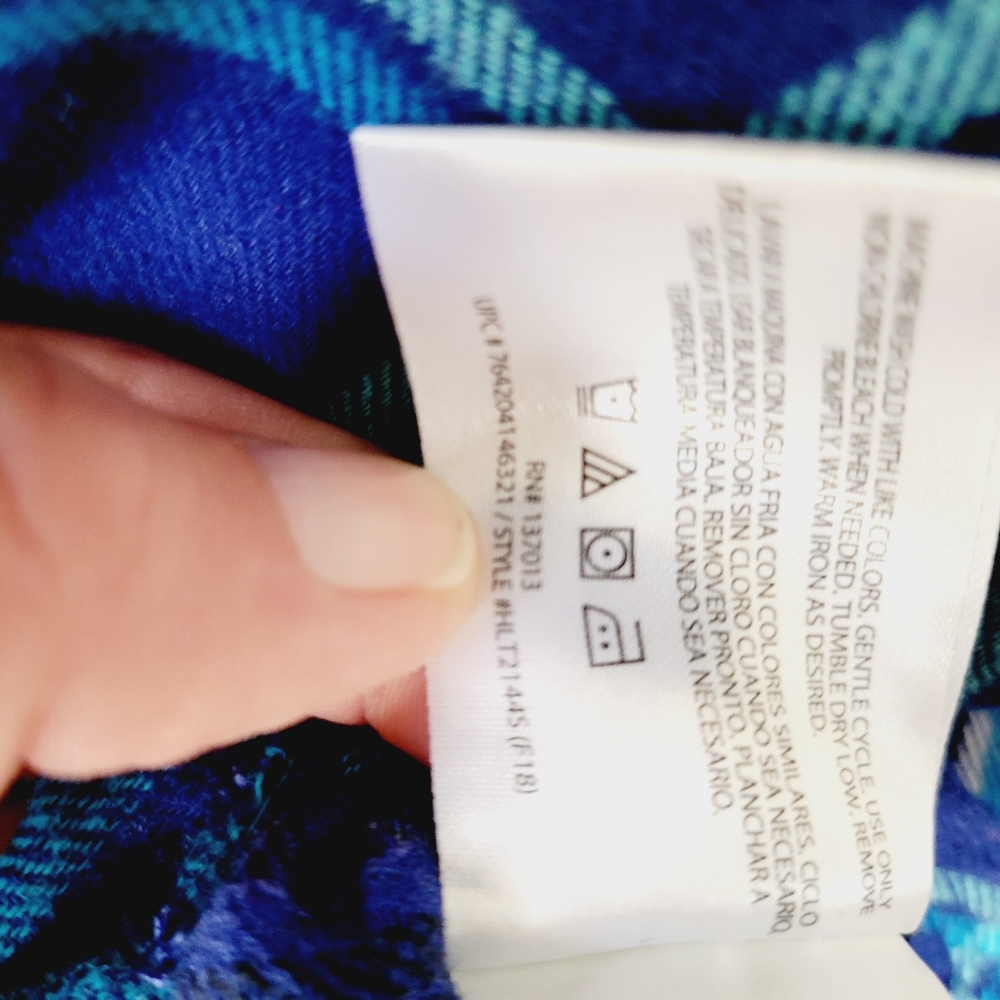 MACHINE WASH COLD WITH LIKE COLORS. GENTLE CYCLE. USE ONLY
NON-CHLORINE BLEACH WHEN NEEDED. TUMBLE DRY LOW. REMOVE
PROMPTLY. WARM IRON AS DESIRED.
LAVAR A MAQUINA CON AGUA FRIA CON COLORES SIMILARES. CICLO
DELICADO. USAR BLANQUEADOR SIN CLORO CUANDO SEA NECESARIO.
SECAR A TEMPERATURA BAJA. REMOVER PRONTO. PLANCHAR A
TEMPERATURA MEDIA CUANDO SEA NECESARIO.
RN# 137013
UPC# 764204146321 / STYLE #HLT2144S (F18)